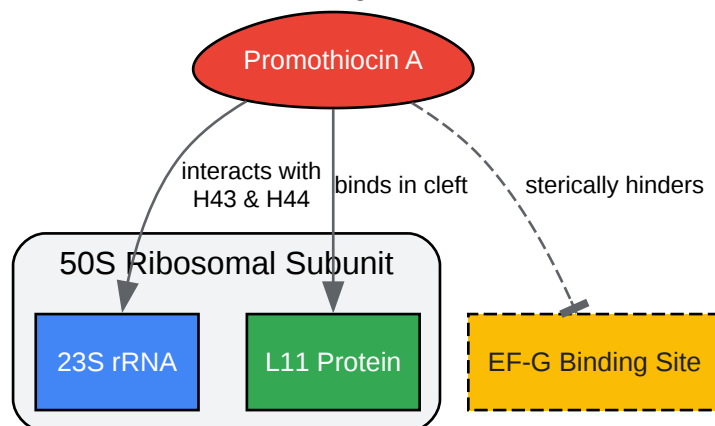 Promothiocin A
interacts with
H43 & H44
binds in cleft
sterically hinders
50S Ribosomal Subunit
23S rRNA
L11 Protein
EF-G Binding Site